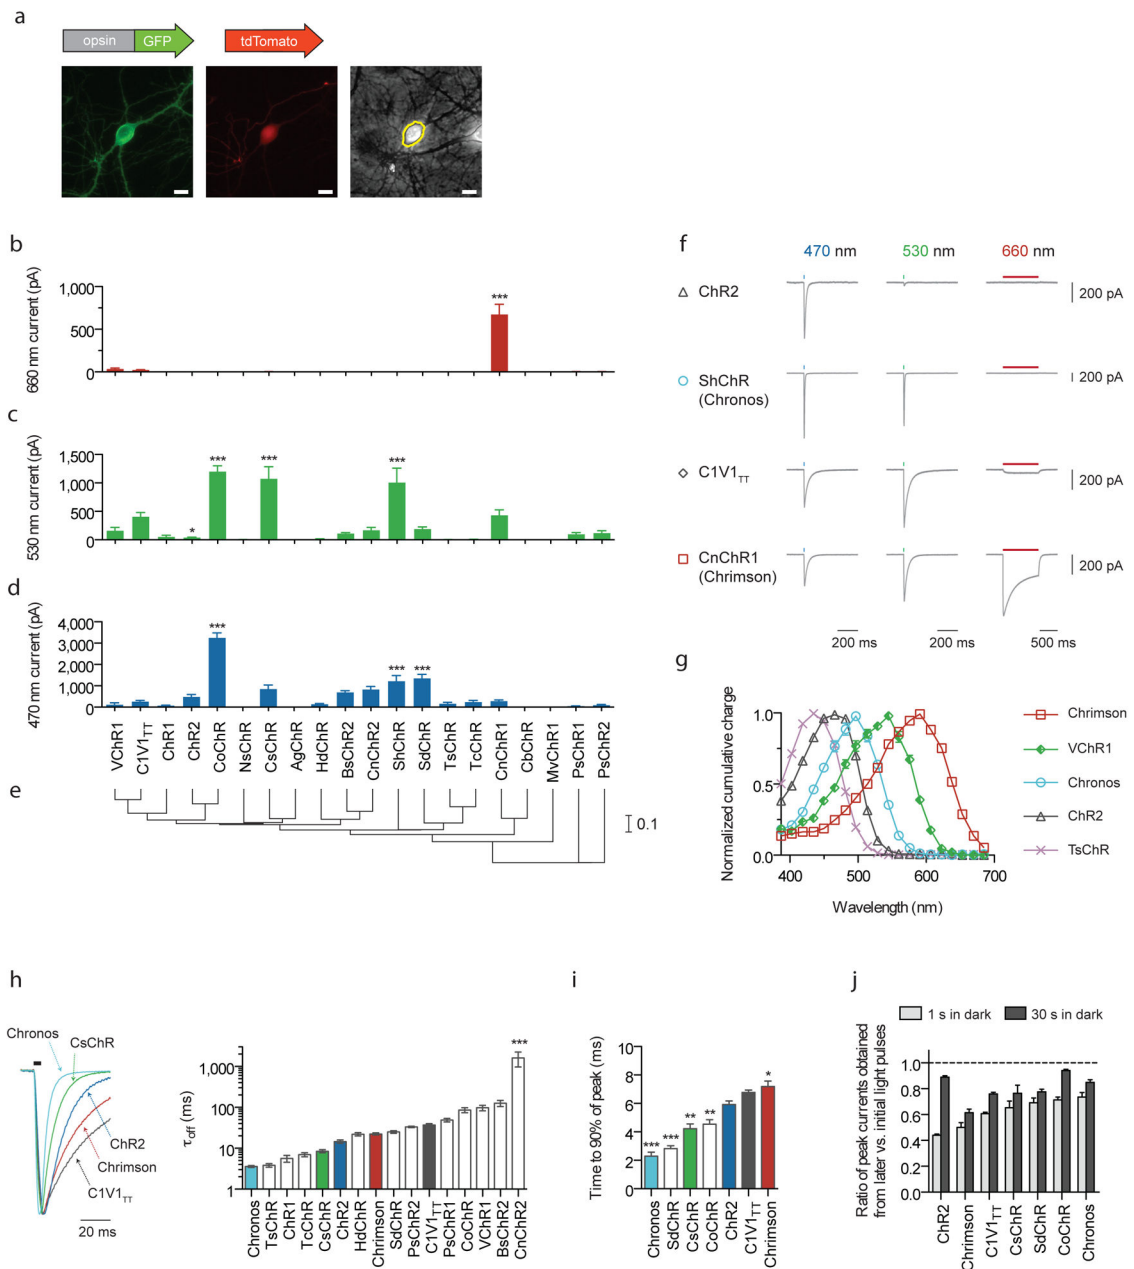 a
opsin GFP tdTomato
b
660 nm current (pA)
1,000
500
0
***
c
530 nm current (pA)
1,500
1,000
500
0
* *** *** ***
d
470 nm current (pA)
4,000
3,000
2,000
1,000
0
*** *** ***
VChR1 C1V1TT ChR1 ChR2 CoChR NsChR CsChR AgChR HdChR BsChR2 CnChR2 ShChR SdChR TsChR TcChR CnChR1 CbChR MvChR1 PsChR1 PsChR2
e
0.1
f
470 nm 530 nm 660 nm
ChR2
200 pA
ShChR
(Chronos)
200 pA
C1V1TT
200 pA
CnChR1
(Chrimson)
200 pA
200 ms 200 ms 500 ms
g
Normalized cumulative charge
1.0
0.5
0.0
400 500 600 700
Wavelength (nm)
Chrimson
VChR1
Chronos
ChR2
TsChR
h
Chronos
CsChR
ChR2
Chrimson
C1V1TT
20 ms
τoff (ms)
1,000
100
10
1
***
Chronos TsChR ChR1 TcChR CsChR ChR2 HdChR Chrimson SdChR PsChR2 C1V1TT PsChR1 CoChR VChR1 BsChR2 CnChR2
i
Time to 90% of peak (ms)
10
8
6
4
2
0
*** *** ** ** *
Chronos SdChR CsChR CoChR ChR2 C1V1TT Chrimson
j
1 s in dark 30 s in dark
Ratio of peak currents obtained
from later vs. initial light pulses
1.0
0.8
0.6
0.4
0.2
0.0
ChR2 Chrimson C1V1TT CsChR SdChR CoChR Chronos